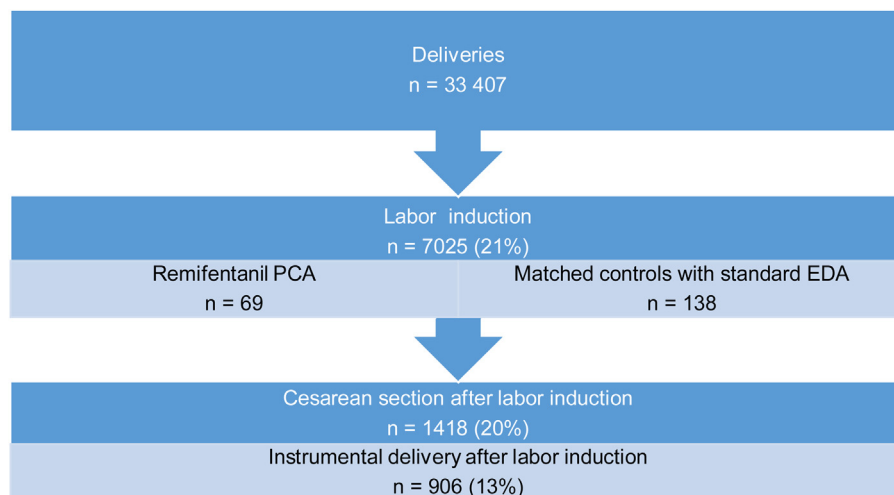 Deliveries
n = 33 407
Labor induction
n = 7025 (21%)
Remifentanil PCA
n = 69
Matched controls with standard EDA
n = 138
Cesarean section after labor induction
n = 1418 (20%)
Instrumental delivery after labor induction
n = 906 (13%)